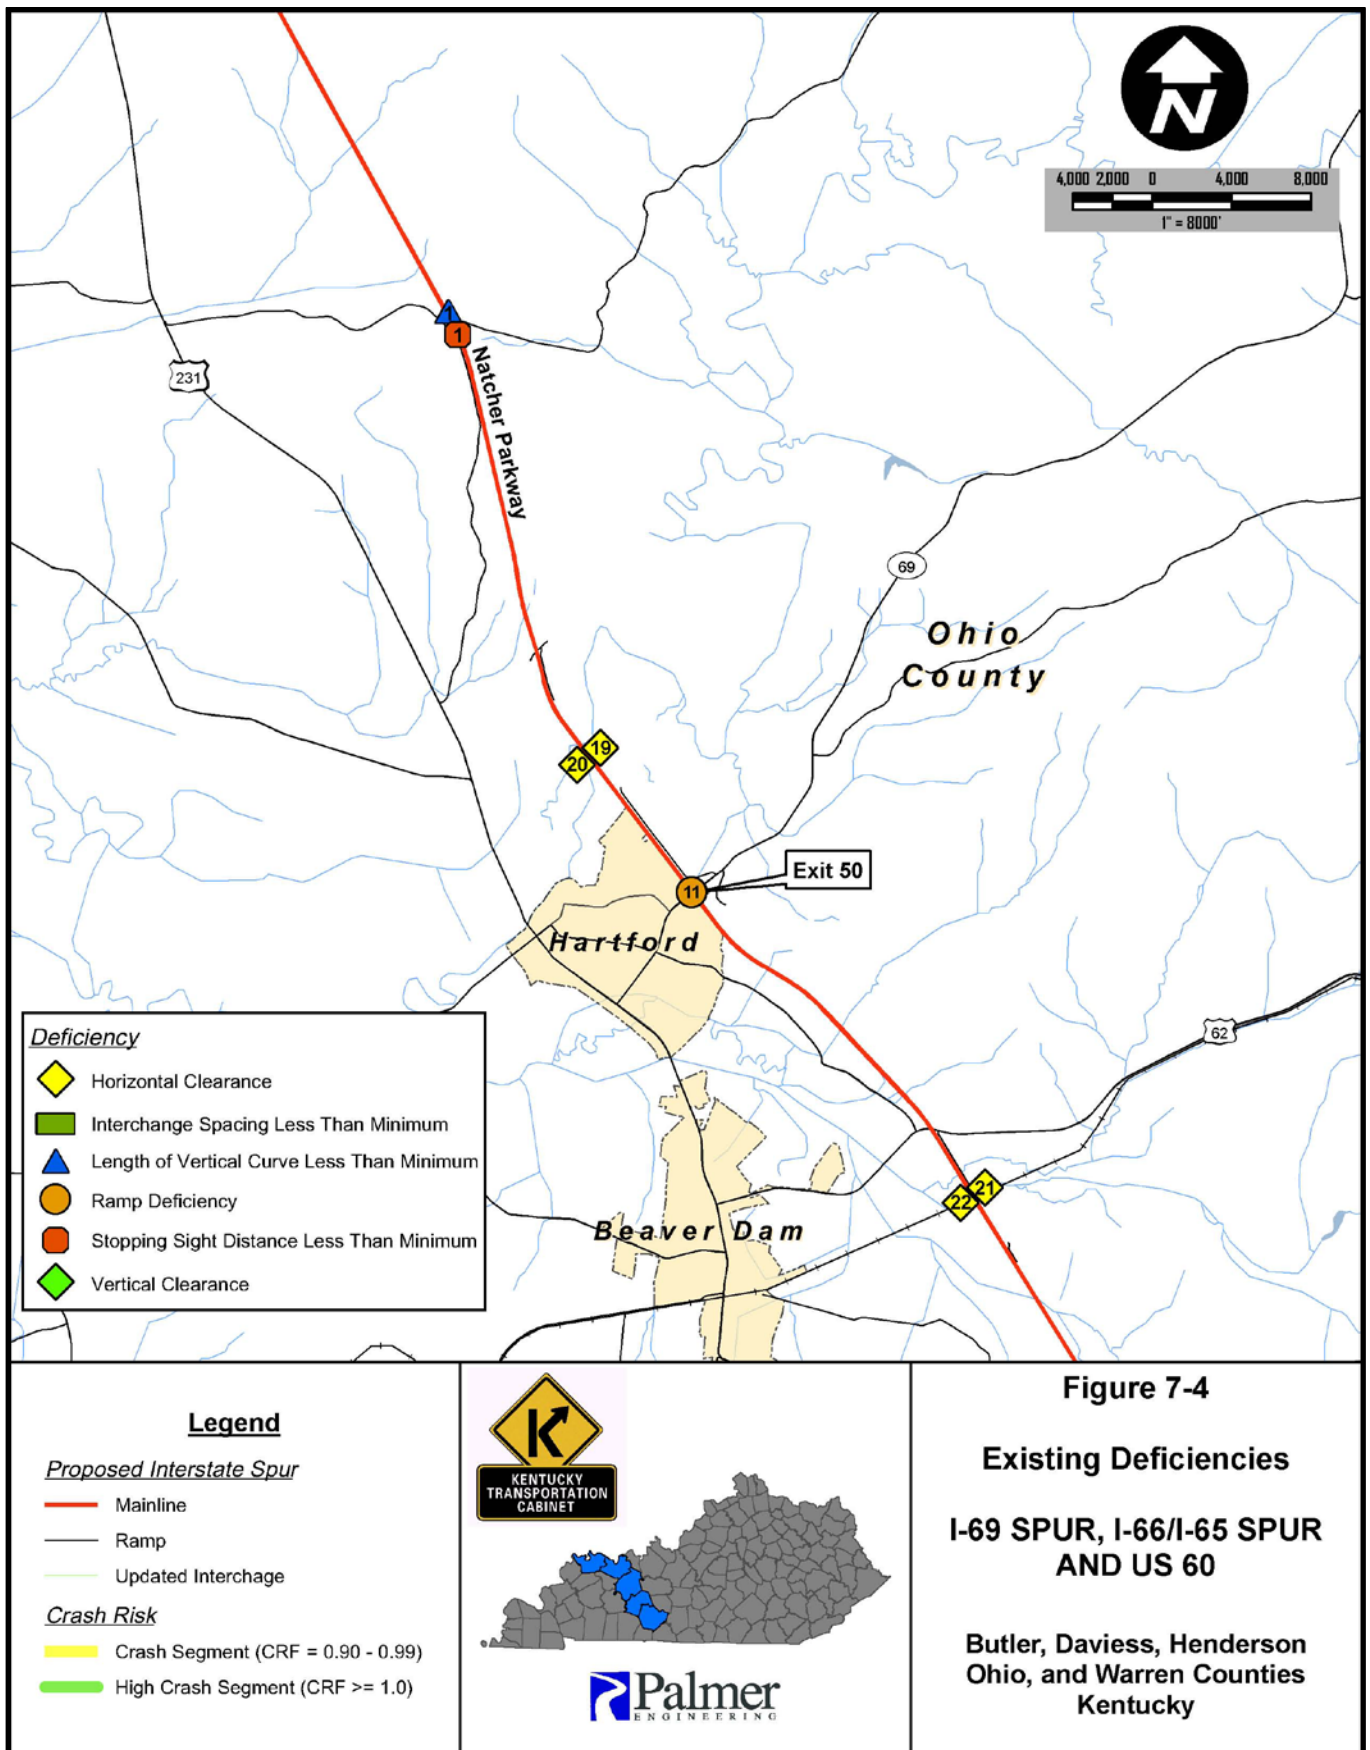 N
4,000 2,000 0 4,000 8,000
1" = 8000'
1
1
231
Natcher Parkway
69
Ohio
County
19
20
Exit 50
11
Hartford
62
21
22
Beaver Dam
Deficiency
Horizontal Clearance
Interchange Spacing Less Than Minimum
Length of Vertical Curve Less Than Minimum
Ramp Deficiency
Stopping Sight Distance Less Than Minimum
Vertical Clearance
Legend
Proposed Interstate Spur
Mainline
Ramp
Updated Interchage
Crash Risk
Crash Segment (CRF = 0.90 - 0.99)
High Crash Segment (CRF >= 1.0)
K
KENTUCKY
TRANSPORTATION
CABINET
Palmer
ENGINEERING
Figure 7-4
Existing Deficiencies
I-69 SPUR, I-66/I-65 SPUR
AND US 60
Butler, Daviess, Henderson
Ohio, and Warren Counties
Kentucky